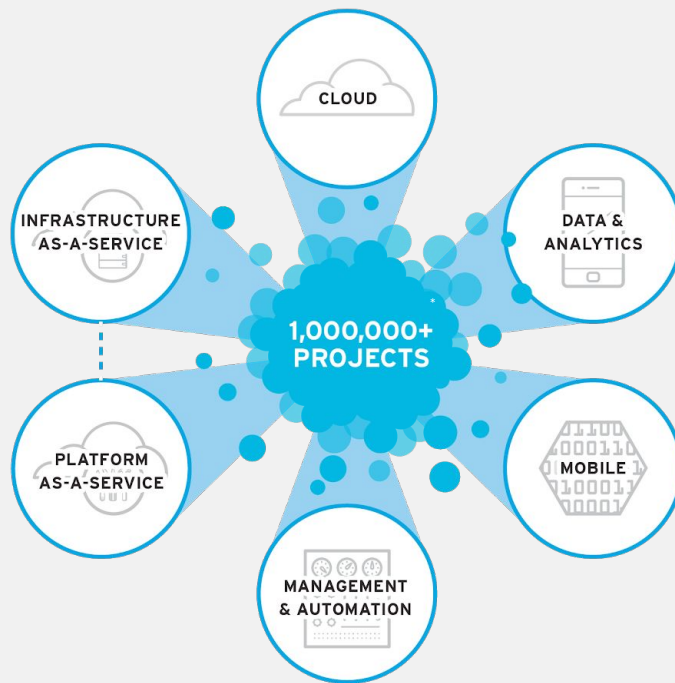 CLOUD
INFRASTRUCTURE
AS-A-SERVICE
DATA &
ANALYTICS
*
1,000,000+
PROJECTS
PLATFORM
AS-A-SERVICE
MOBILE
MANAGEMENT
& AUTOMATION